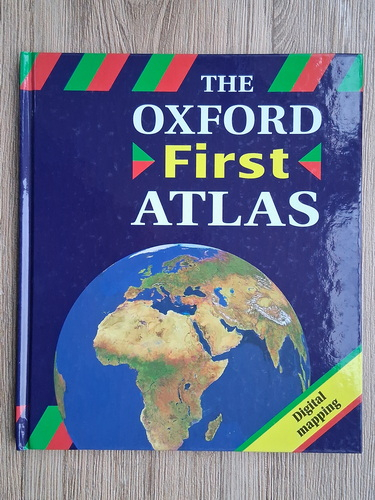 THE
OXFORD
First
ATLAS
Digital
mapping